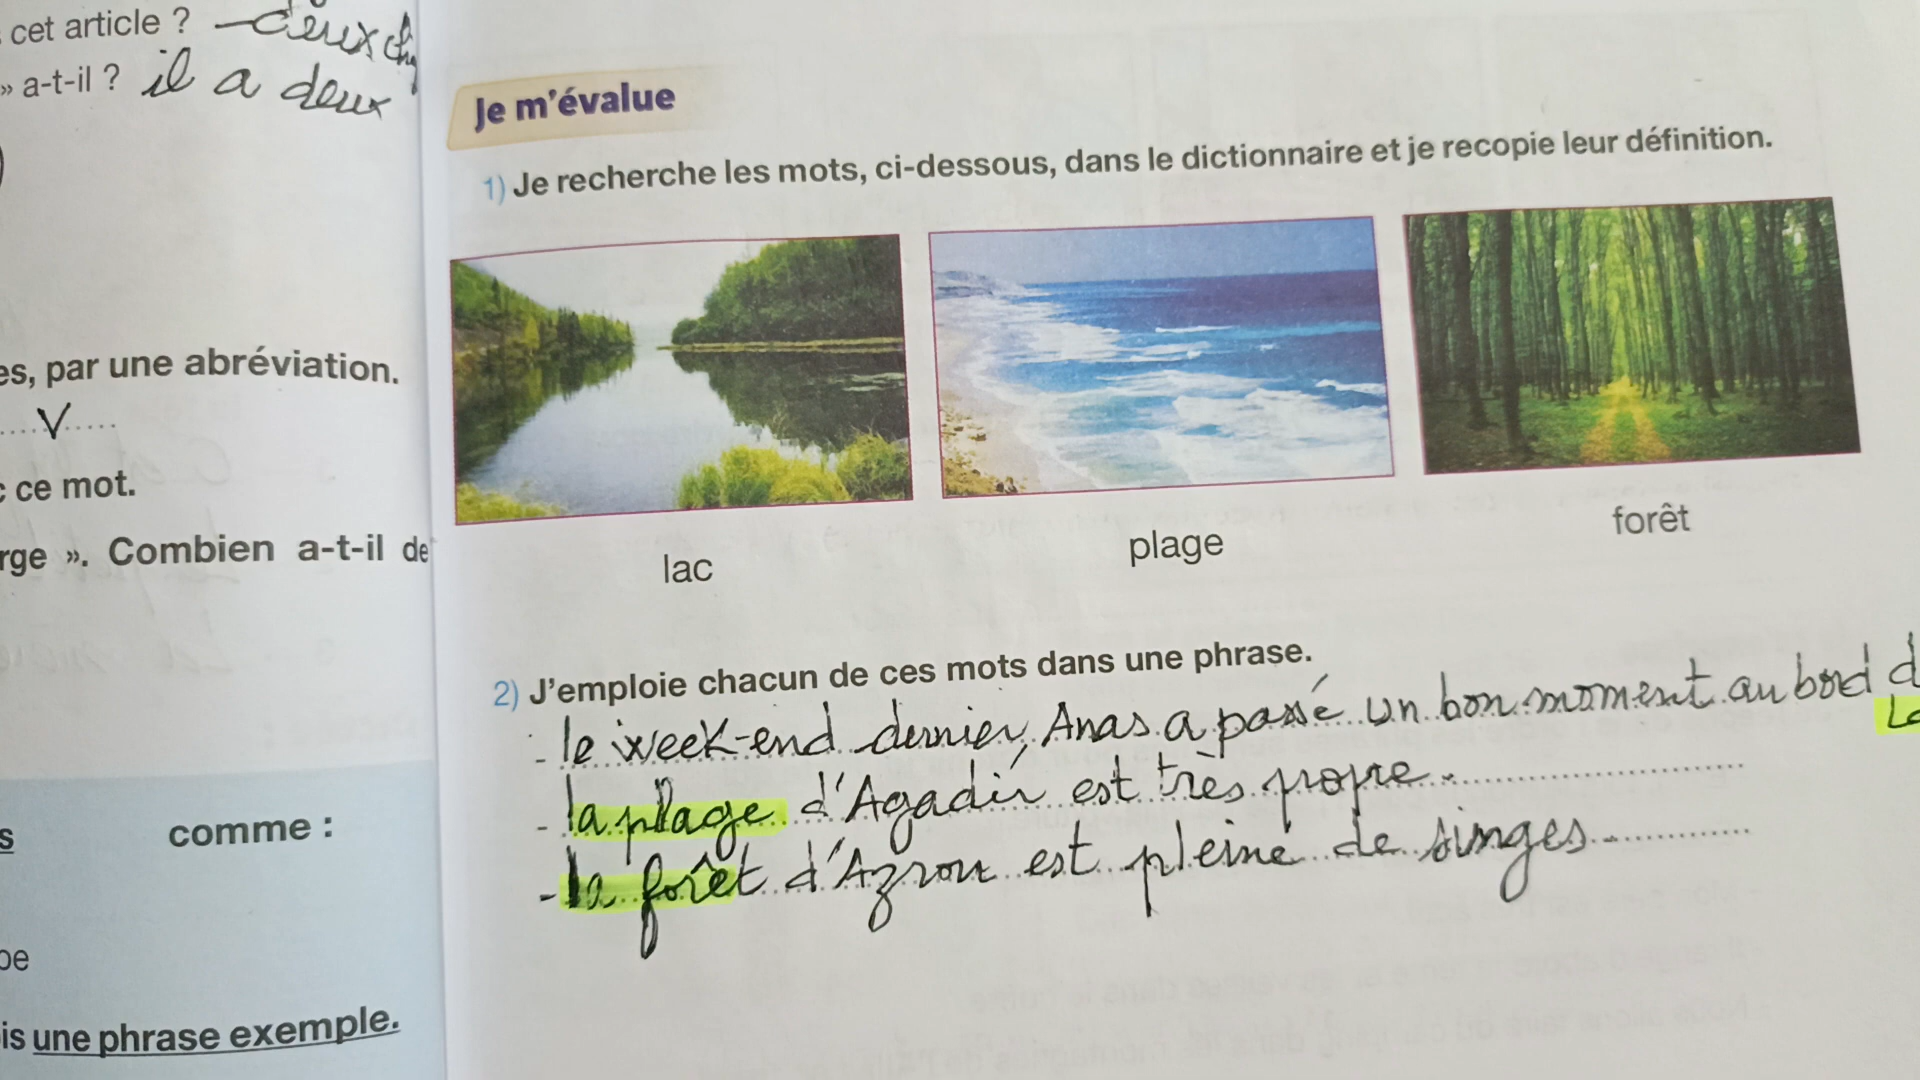 cet article ? – deux
» a-t-il ? il a deux
es, par une abréviation.
.... V .....
ce mot.
rge ». Combien a-t-il de
s comme :
pe
is une phrase exemple.
Je m'évalue
1) Je recherche les mots, ci-dessous, dans le dictionnaire et je recopie leur définition.
lac
plage
forêt
2) J'emploie chacun de ces mots dans une phrase.
- le week-end dernier, Anas a passé un bon moment au bord
- la plage d'Agadir est très propre.
- la forêt d'Azrou est pleine de singes